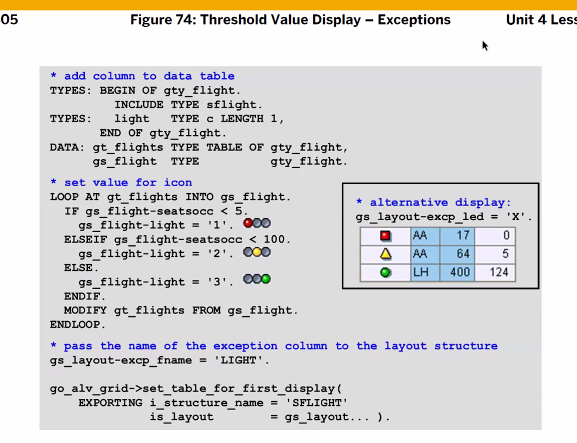 05
Figure 74: Threshold Value Display – Exceptions
Unit 4 Less
* add column to data table
TYPES: BEGIN OF gty_flight.
INCLUDE TYPE sflight.
TYPES: light TYPE c LENGTH 1,
END OF gty_flight.
DATA: gt_flights TYPE TABLE OF gty_flight,
gs_flight TYPE gty_flight.
* set value for icon
LOOP AT gt_flights INTO gs_flight.
IF gs_flight-seatsocc < 5.
gs_flight-light = '1'.
ELSEIF gs_flight-seatsocc < 100.
gs_flight-light = '2'.
ELSE.
gs_flight-light = '3'.
ENDIF.
MODIFY gt_flights FROM gs_flight.
ENDLOOP.
* alternative display:
gs_layout-excp_led = 'X'.
AA 17 0
AA 64 5
LH 400 124
* pass the name of the exception column to the layout structure
gs_layout-excp_fname = 'LIGHT'.
go_alv_grid->set_table_for_first_display(
EXPORTING i_structure_name = 'SFLIGHT'
is_layout = gs_layout... ).